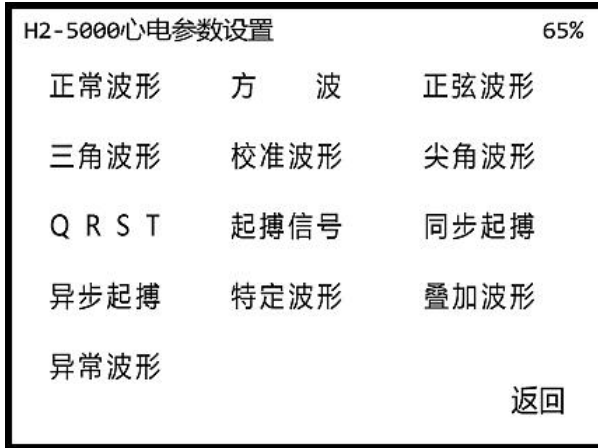 H2-5000心电参数设置 65%
正常波形 方 波 正弦波形
三角波形 校准波形 尖角波形
Q R S T 起搏信号 同步起搏
异步起搏 特定波形 叠加波形
异常波形
返回